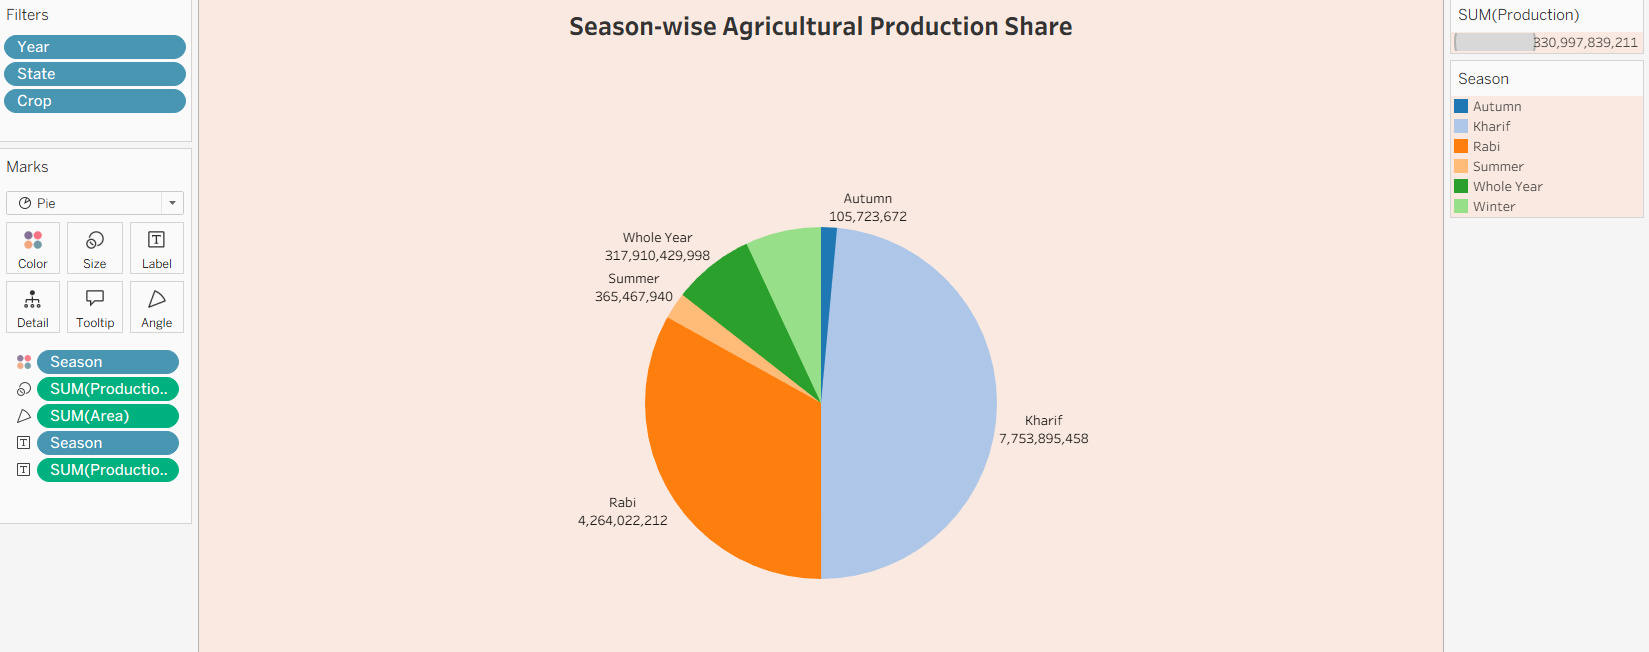 Filters
Year
State
Crop
Marks
Pie
Color
Size
Label
Detail
Tooltip
Angle
Season
SUM(Productio..
SUM(Area)
Season
SUM(Productio..
Season-wise Agricultural Production Share
Autumn
105,723,672
Whole Year
317,910,429,998
Summer
365,467,940
Kharif
7,753,895,458
Rabi
4,264,022,212
SUM(Production)
330,997,839,211
Season
Autumn
Kharif
Rabi
Summer
Whole Year
Winter